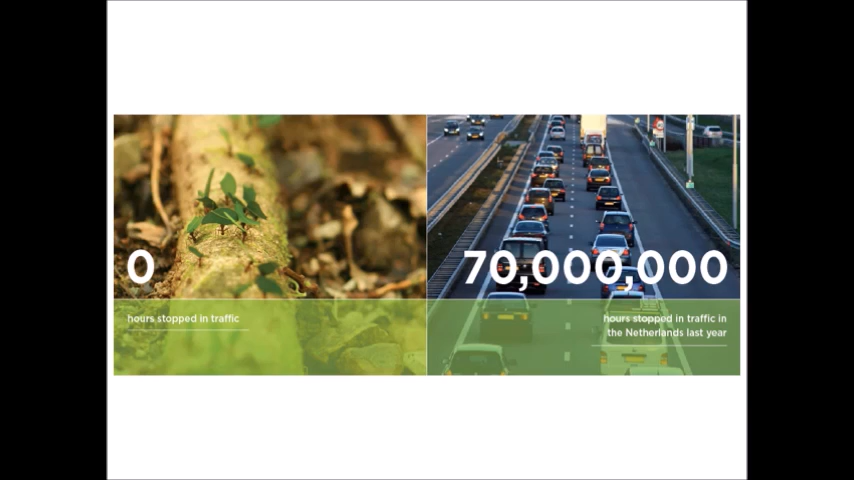 0
hours stopped in traffic
70,000,000
hours stopped in traffic in
the Netherlands last year